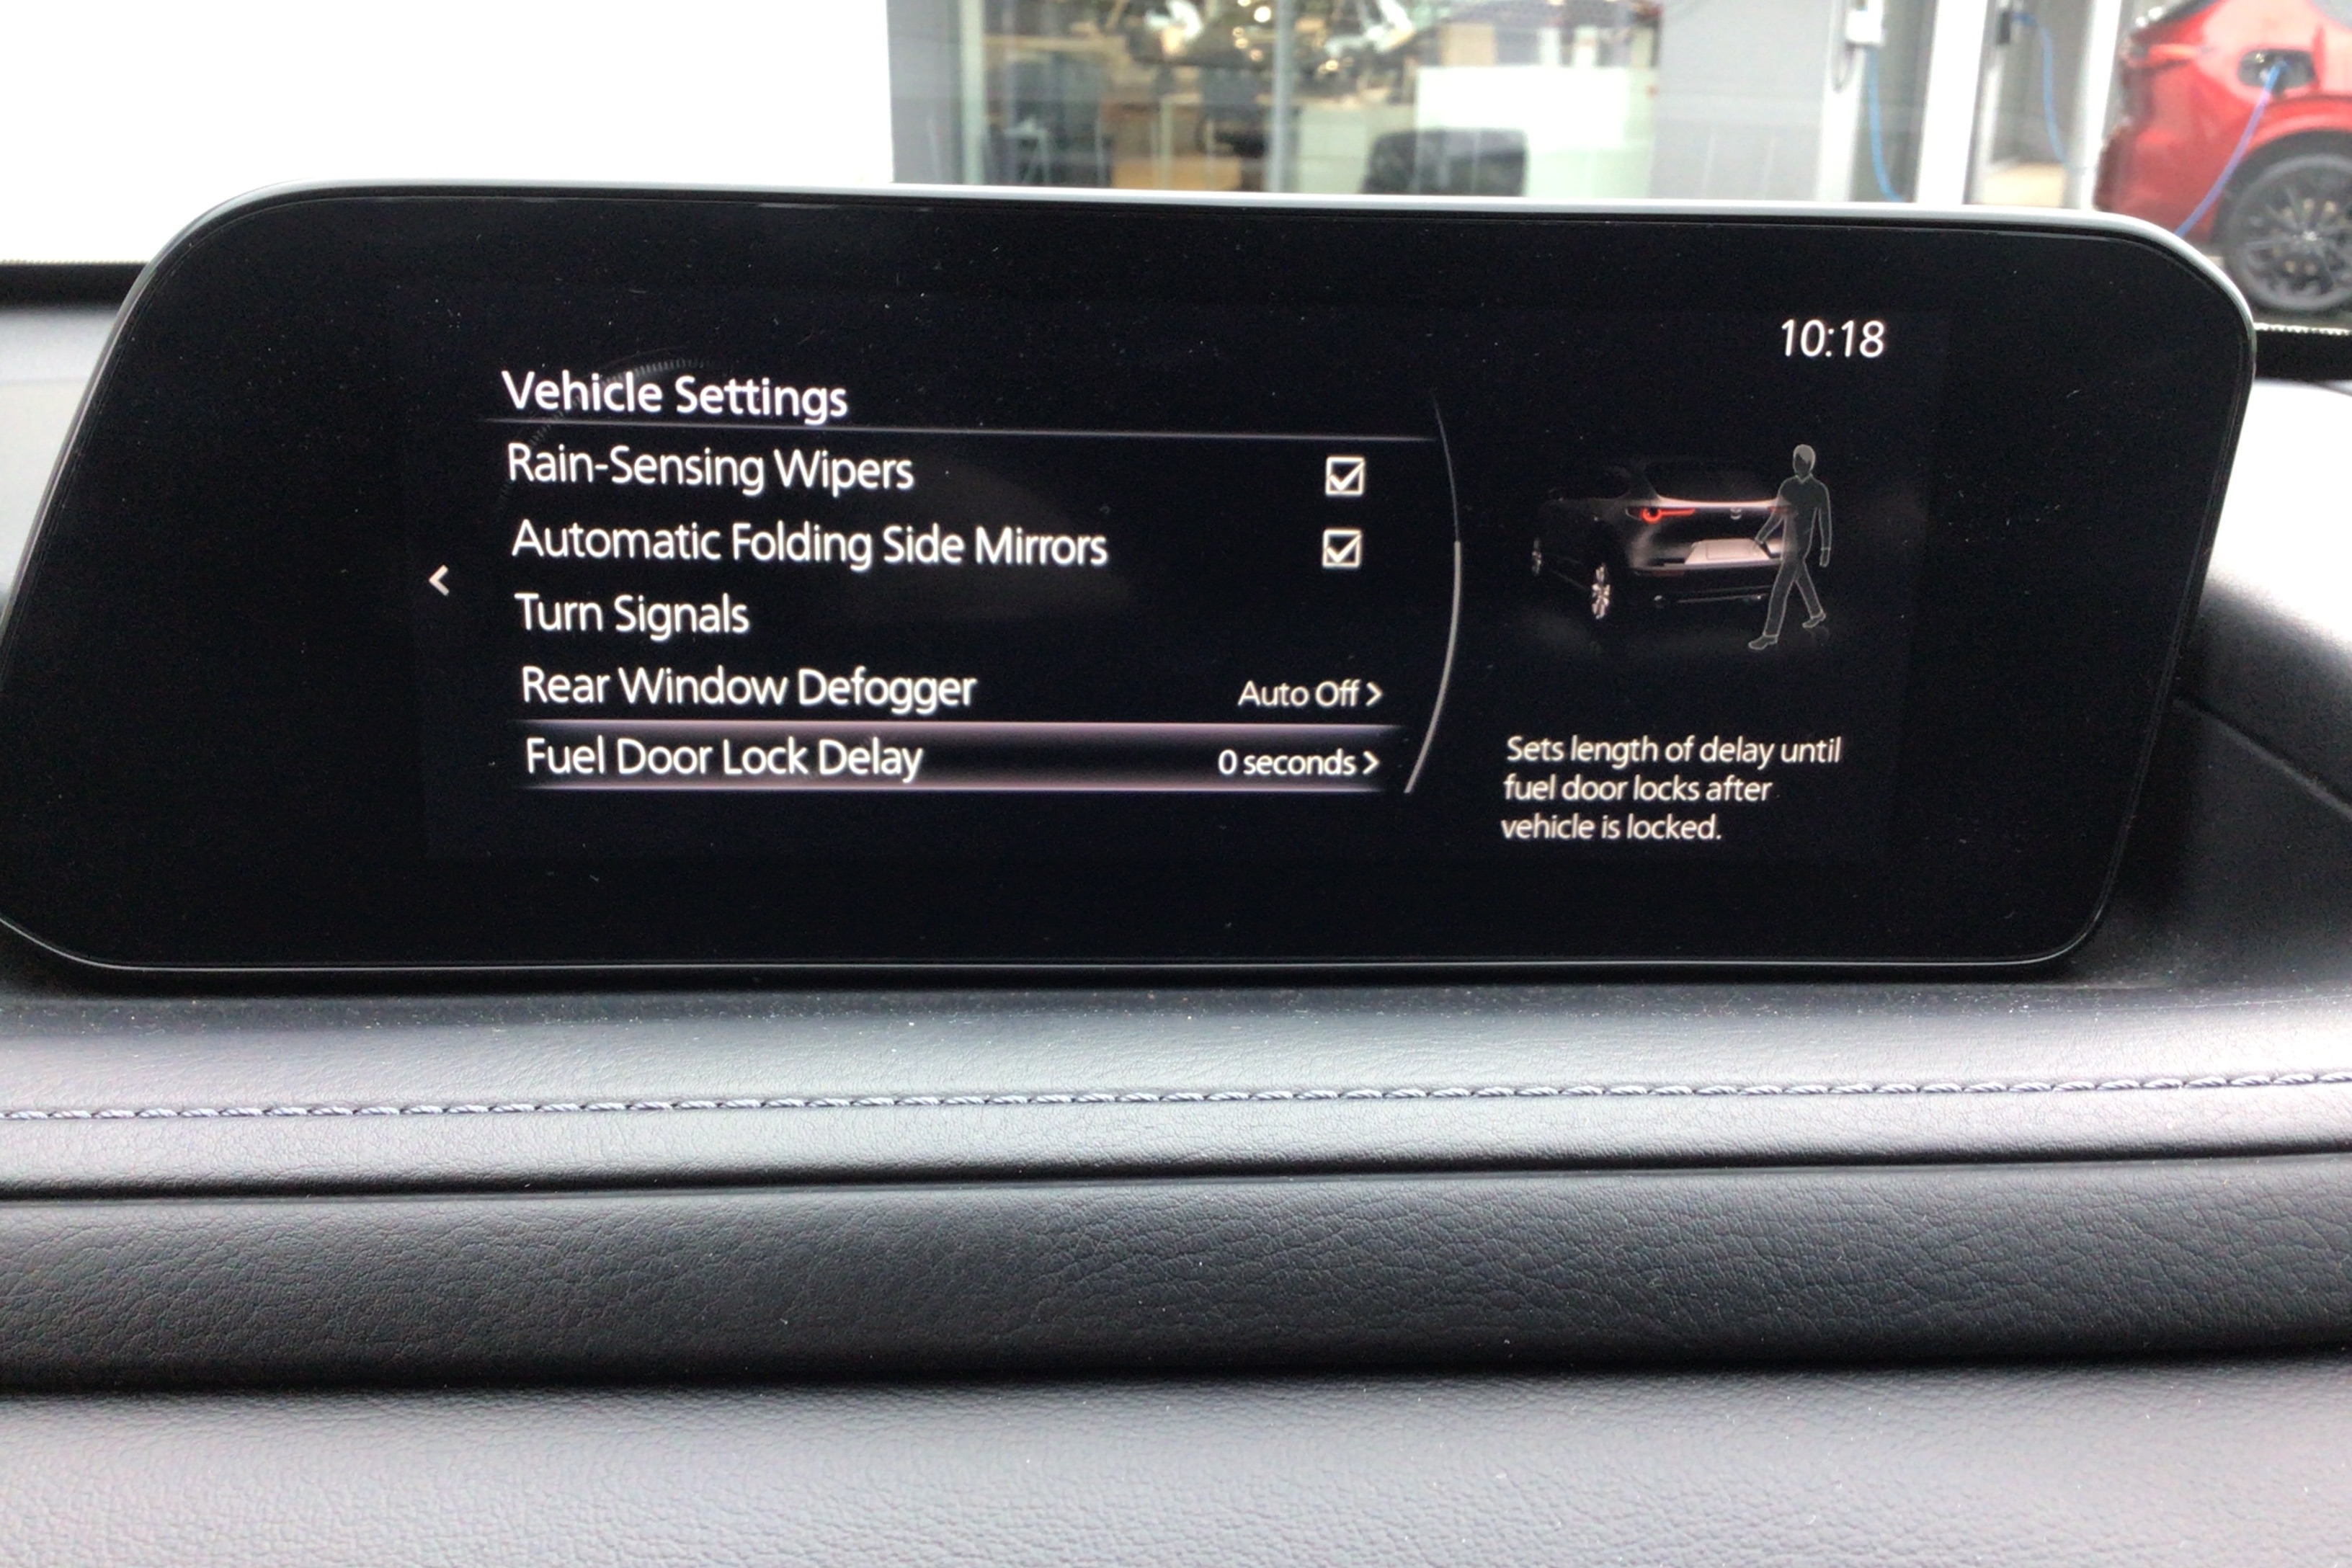 10:18
Vehicle Settings
Rain-Sensing Wipers
Automatic Folding Side Mirrors
Turn Signals
Rear Window Defogger Auto Off >
Fuel Door Lock Delay 0 seconds >
Sets length of delay until
fuel door locks after
vehicle is locked.